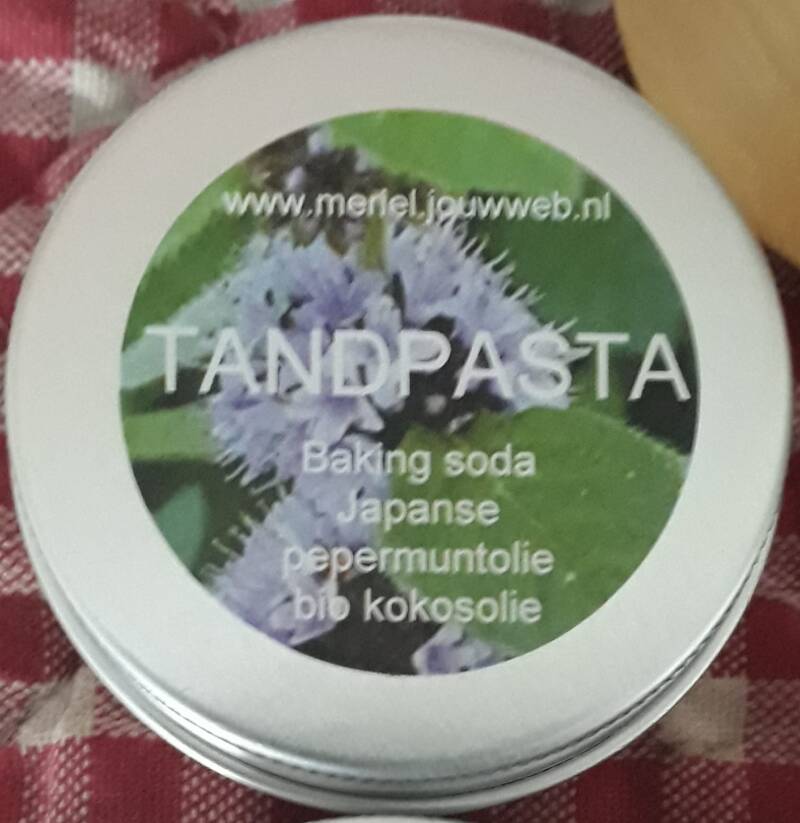 www.merlel.jouwweb.nl
TANDPASTA
Baking soda
Japanse
pepermuntolie
bio kokosolie